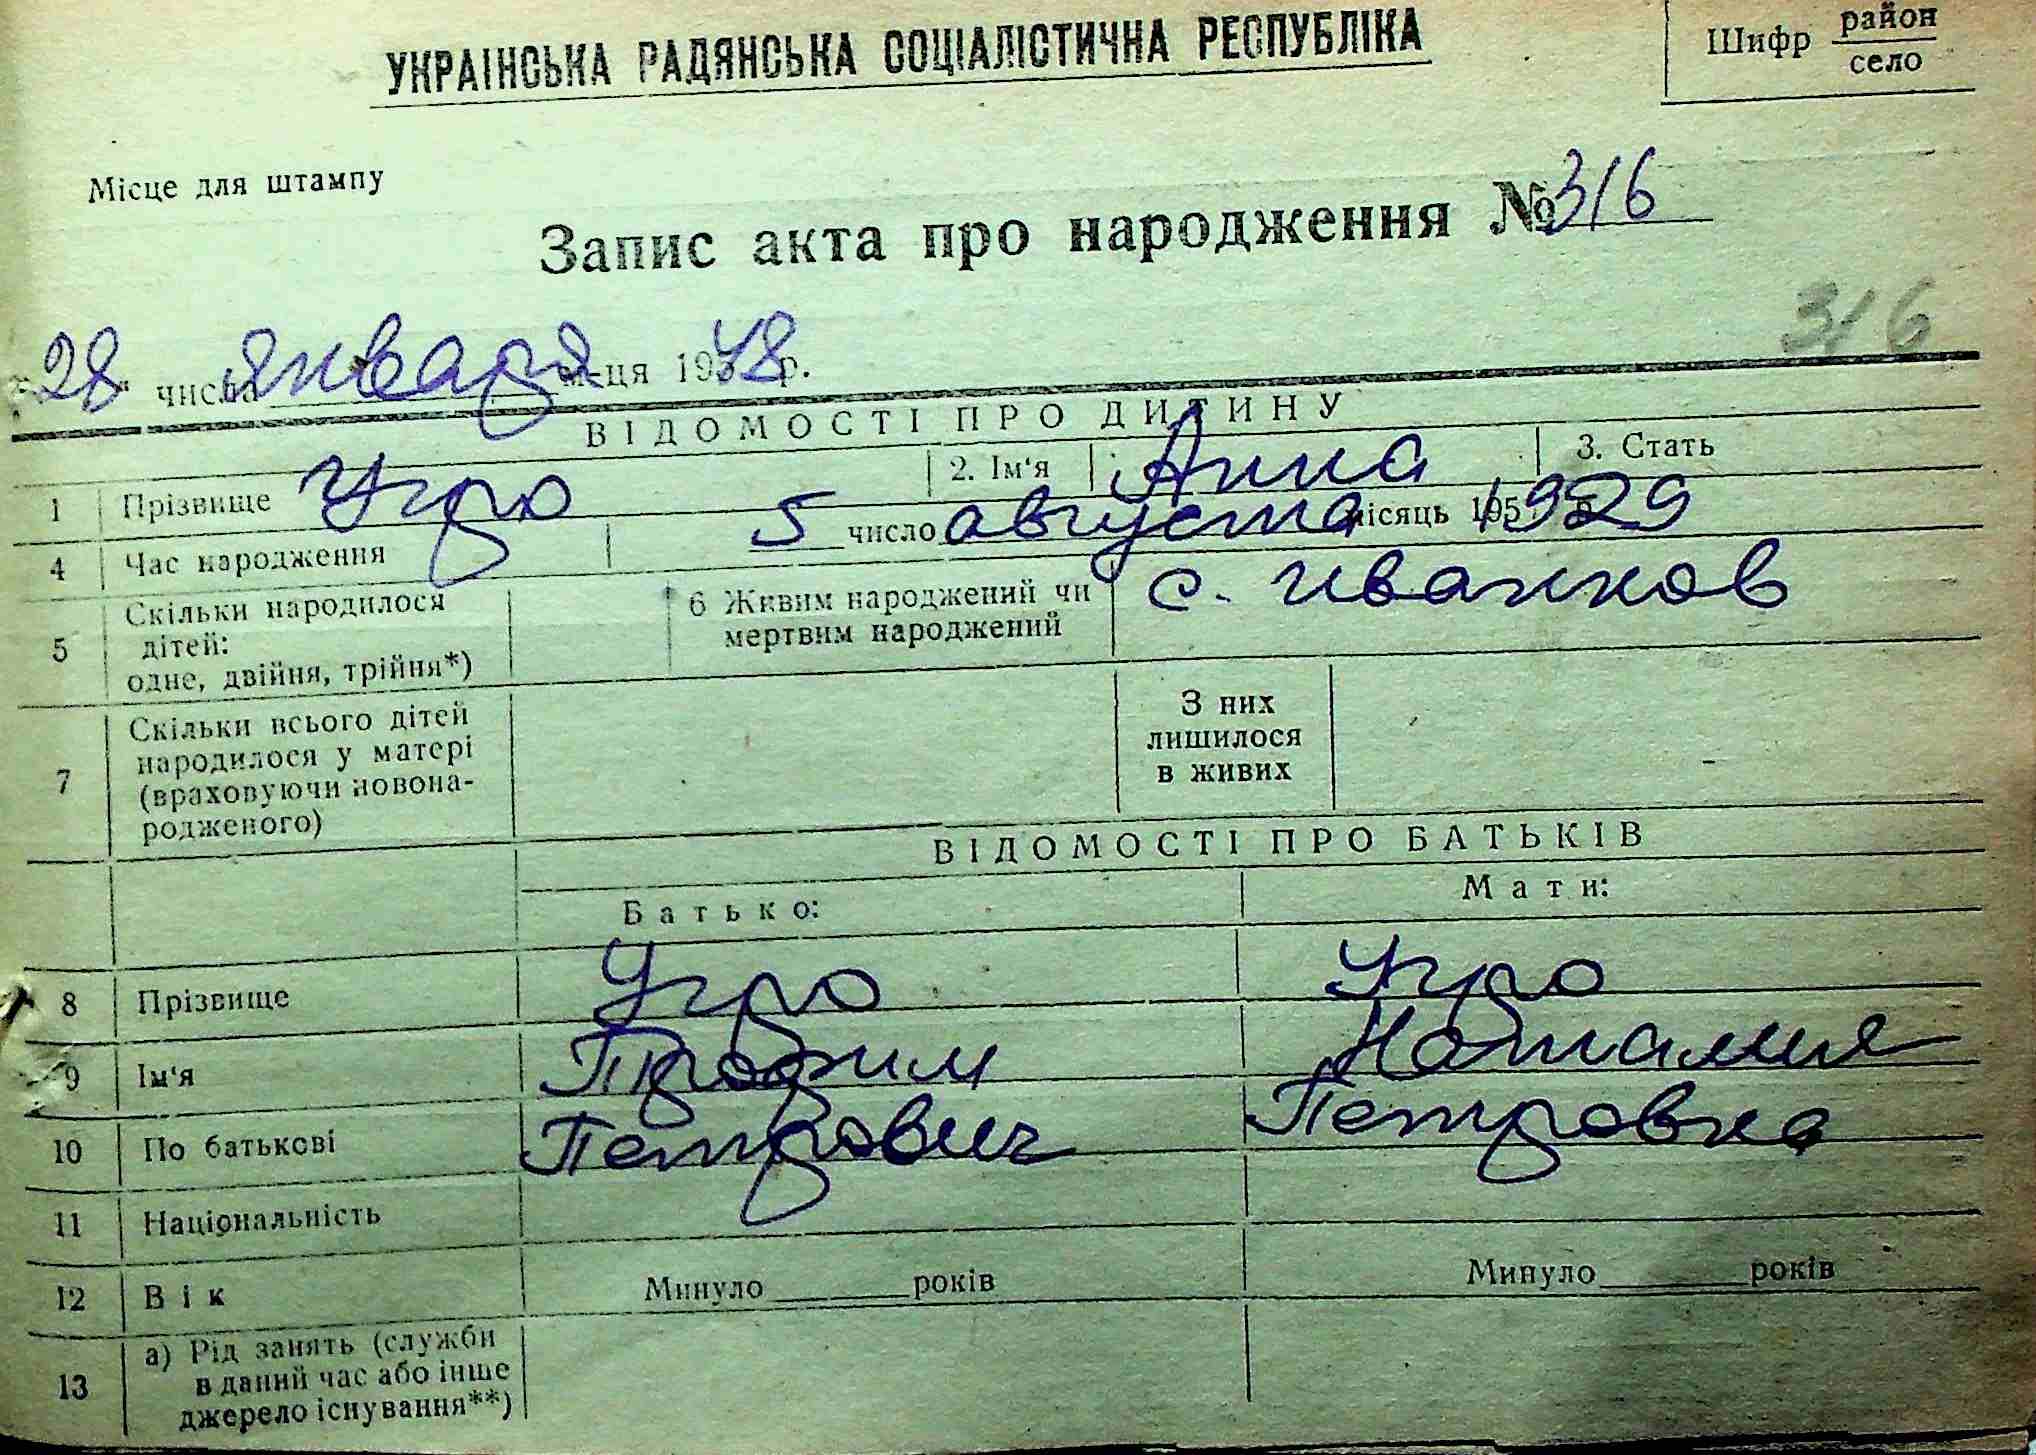 УКРАЇНСЬКА РАДЯНСЬКА СОЦІАЛІСТИЧНА РЕСПУБЛІКА
Шифр район
село
Місце для штампу
Запис акта про народження № 316
316
"28" числа января м-ця 1948 р.
ВІДОМОСТІ ПРО ДИТИНУ
1 Прізвище Угро 2. Ім'я Анна 3. Стать
4 Час народження 5 число августа місяць 195 1929
5 Скільки народилося дітей: одне, двійня, трійня*) 6 Живим народжений чи мертвим народжений с. Иванков
7 Скільки всього дітей народилося у матері (враховуючи новонародженого) З них лишилося в живих
ВІДОМОСТІ ПРО БАТЬКІВ
Батько: Мати:
8 Прізвище Угро Угро
9 Ім'я Трофим Наталия
10 По батькові Петрович Петровна
11 Національність
12 Вік Минуло років Минуло років
13 а) Рід занять (служби в даний час або інше джерело існування**)